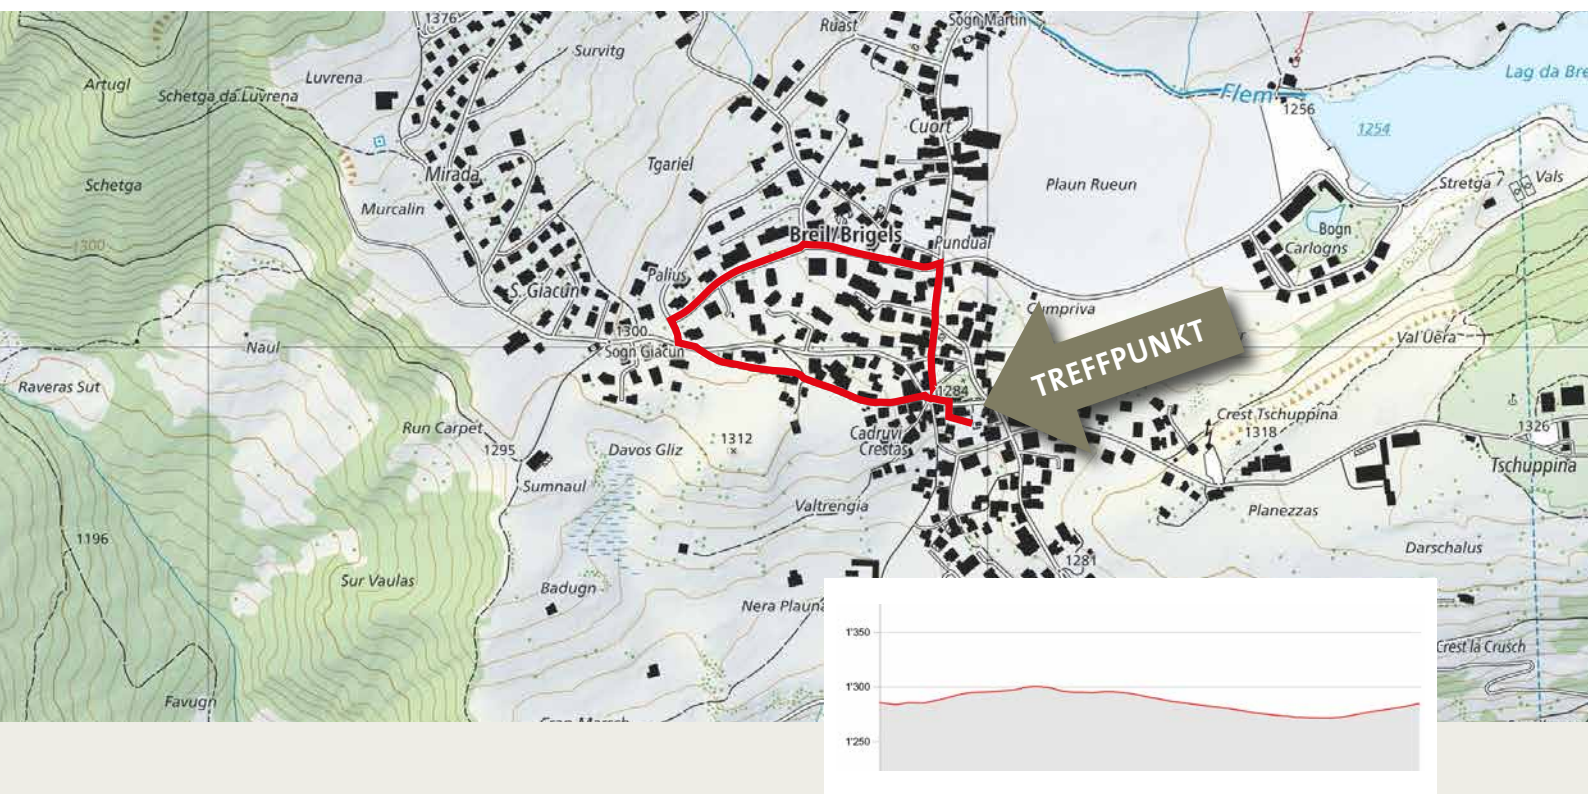 1376
Ruast
Sogn Martin
Survitg
Artugl
Luvrena
Schetga da Luvrena
Lag da Bre
Flem
1256
1254
Cuort
Tgariel
Mirada
Schetga
Plaun Rueun
Stretga
Vals
Murcalin
Breil/Brigels
Bogn
1300
Pundual
Carlogns
Palius
S. Giacun
Cumpriva
1300
Val Uera
Naul
Sogn Giacun
TREFFPUNKT
Raveras Sut
1284
Crest Tschuppina
Run Carpet
Cadruvi
1318
1326
1312
Crestas
1295
Davos Gliz
Tschuppina
Sumnaul
Valtrengia
Planezzas
1196
Darschalus
1281
Sur Vaulas
Badugn
Nera Plauna
1'350
Crest la Crusch
1'300
Favugn
1'250